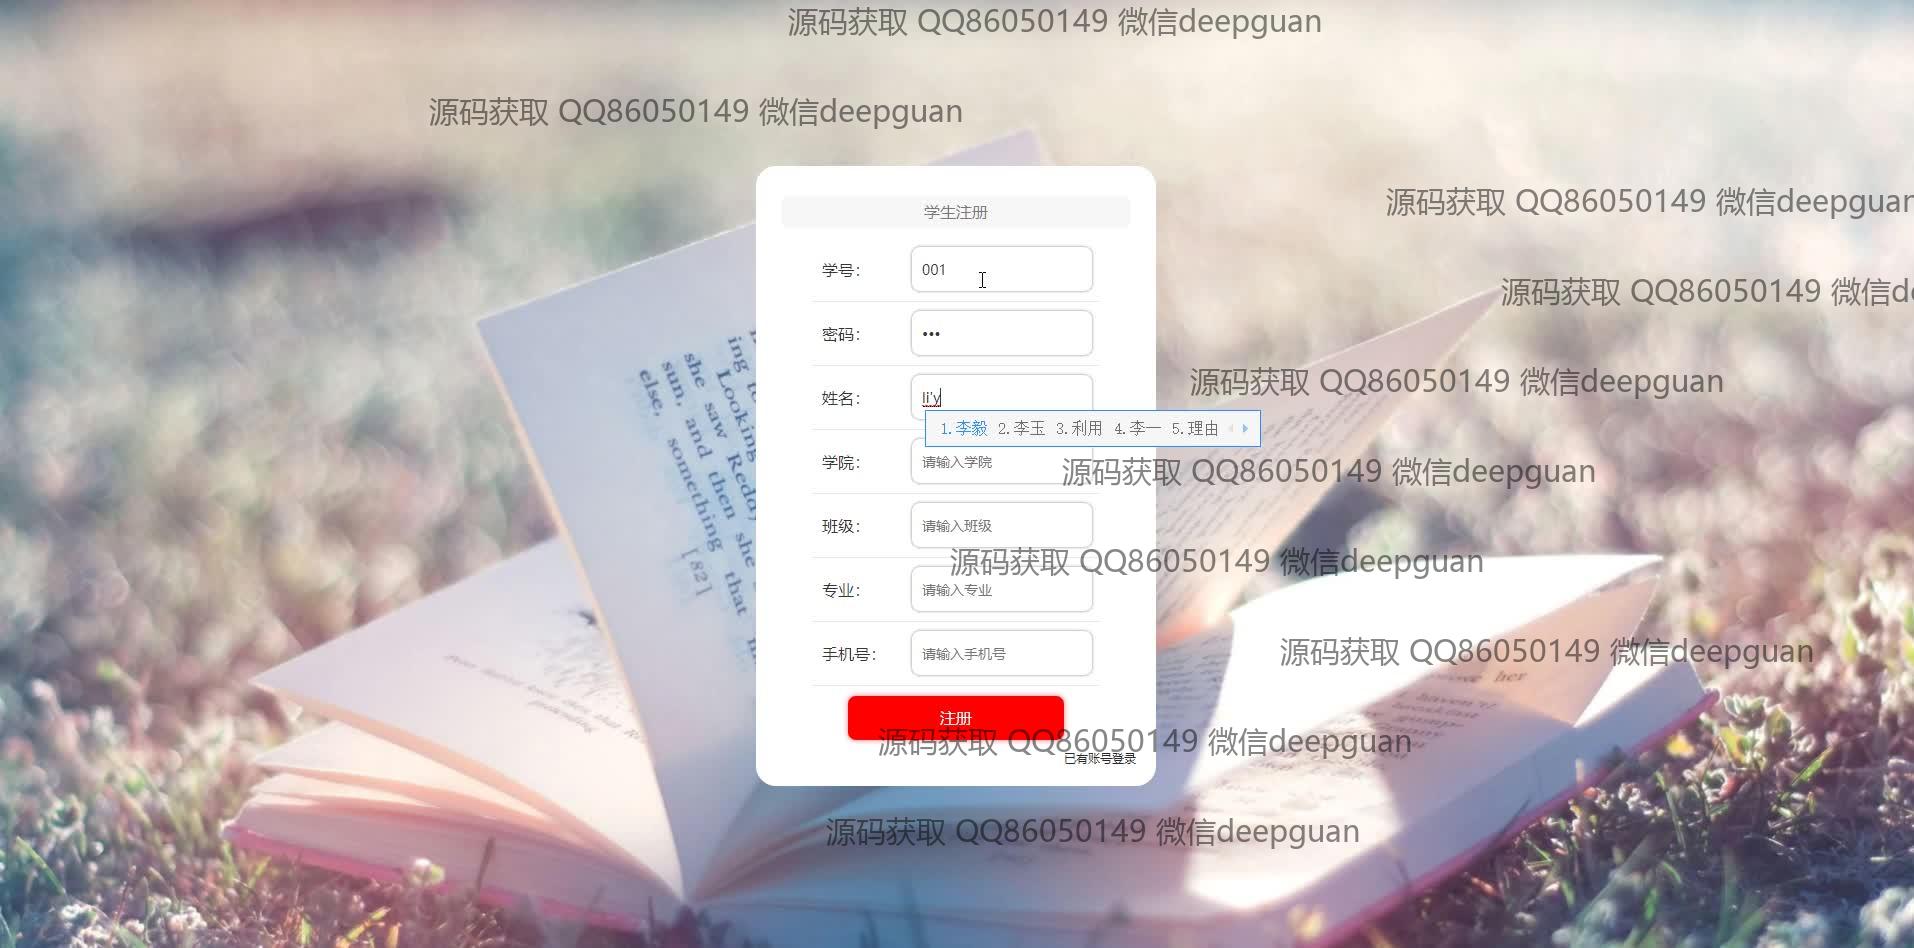 源码获取 QQ86050149 微信deepguan
源码获取 QQ86050149 微信deepguan
源码获取 QQ86050149 微信deepguan
学生注册
学号：
001
源码获取 QQ86050149 微信d
密码：
•••
源码获取 QQ86050149 微信deepguan
姓名：
li'y
1.李毅 2.李玉 3.利用 4.李一 5.理由
学院：
请输入学院
源码获取 QQ86050149 微信deepguan
班级：
请输入班级
源码获取 QQ86050149 微信deepguan
专业：
请输入专业
手机号：
请输入手机号
源码获取 QQ86050149 微信deepguan
注册
源码获取 QQ86050149 微信deepguan
已有账号登录
源码获取 QQ86050149 微信deepguan
ing to
Looking
she saw Redd
sun, and then she
else, something that
[82]